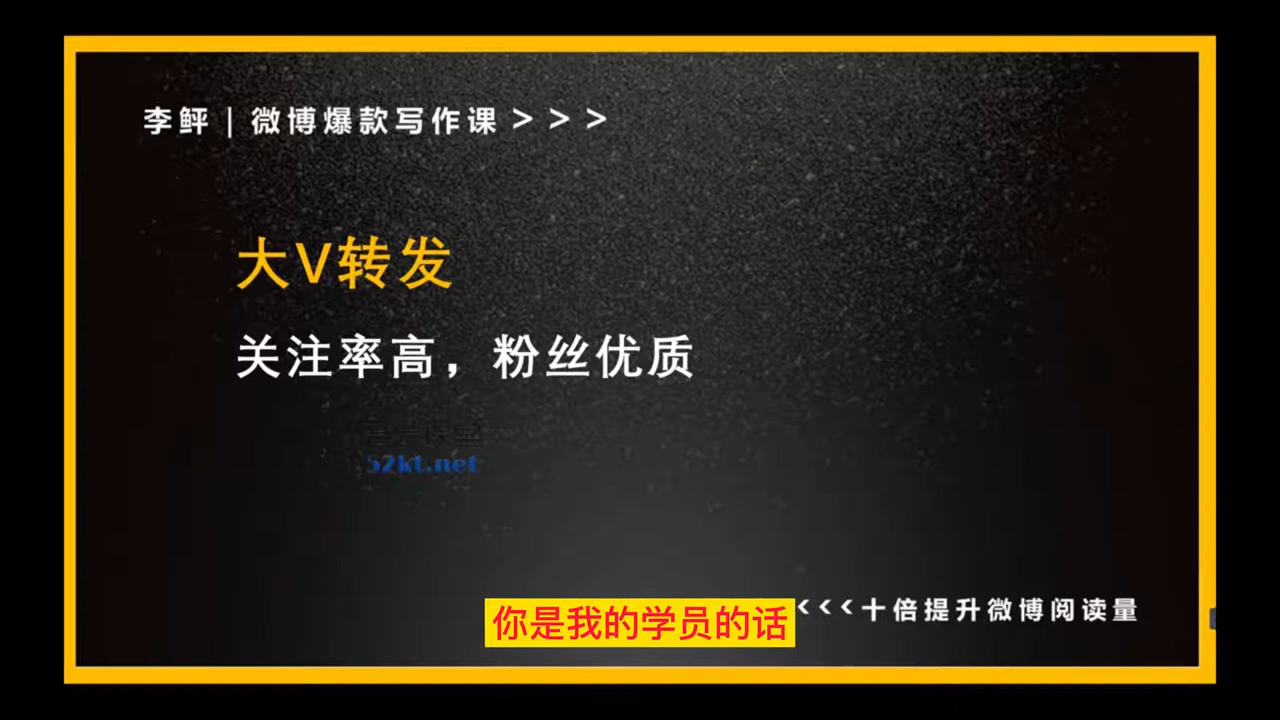 李鲆 | 微博爆款写作课>>>
大V转发
关注率高，粉丝优质
52kt.net
<<<十倍提升微博阅读量
你是我的学员的话